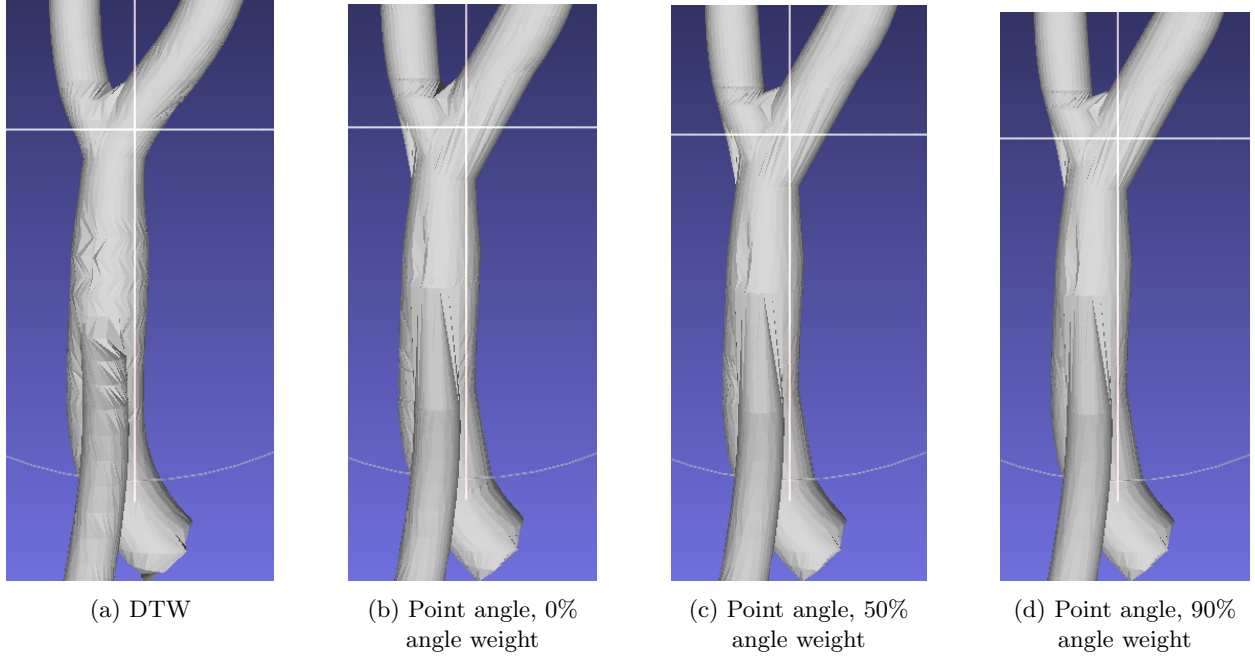 (a) DTW
(b) Point angle, 0%
angle weight
(c) Point angle, 50%
angle weight
(d) Point angle, 90%
angle weight